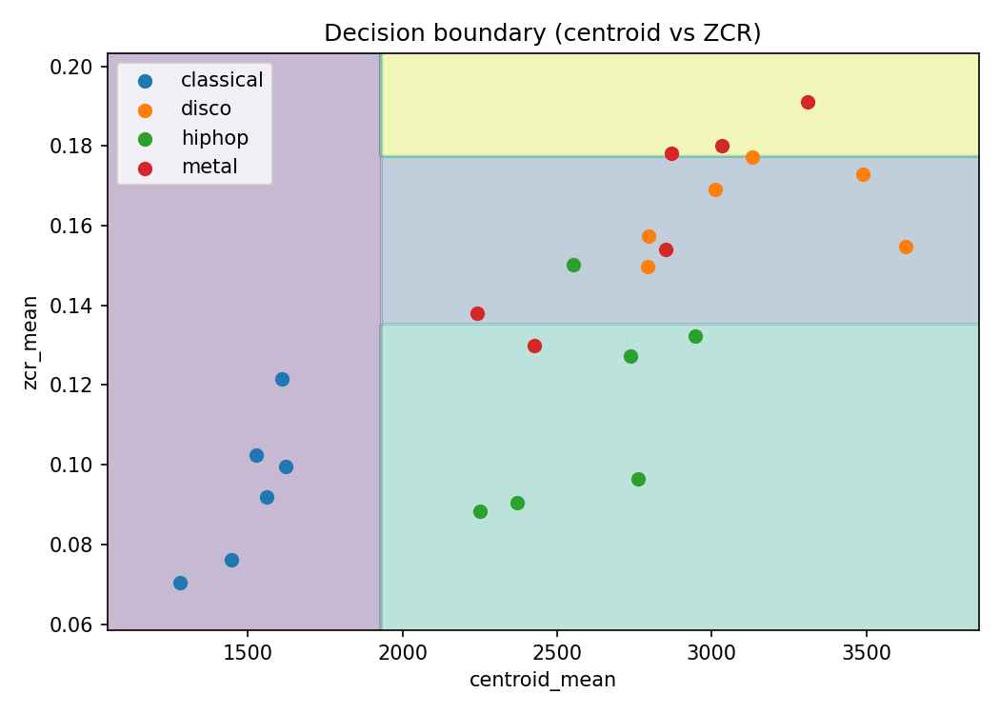 Decision boundary (centroid vs ZCR)
classical
disco
hiphop
metal
zcr_mean
0.20
0.18
0.16
0.14
0.12
0.10
0.08
0.06
1500
2000
2500
3000
3500
centroid_mean